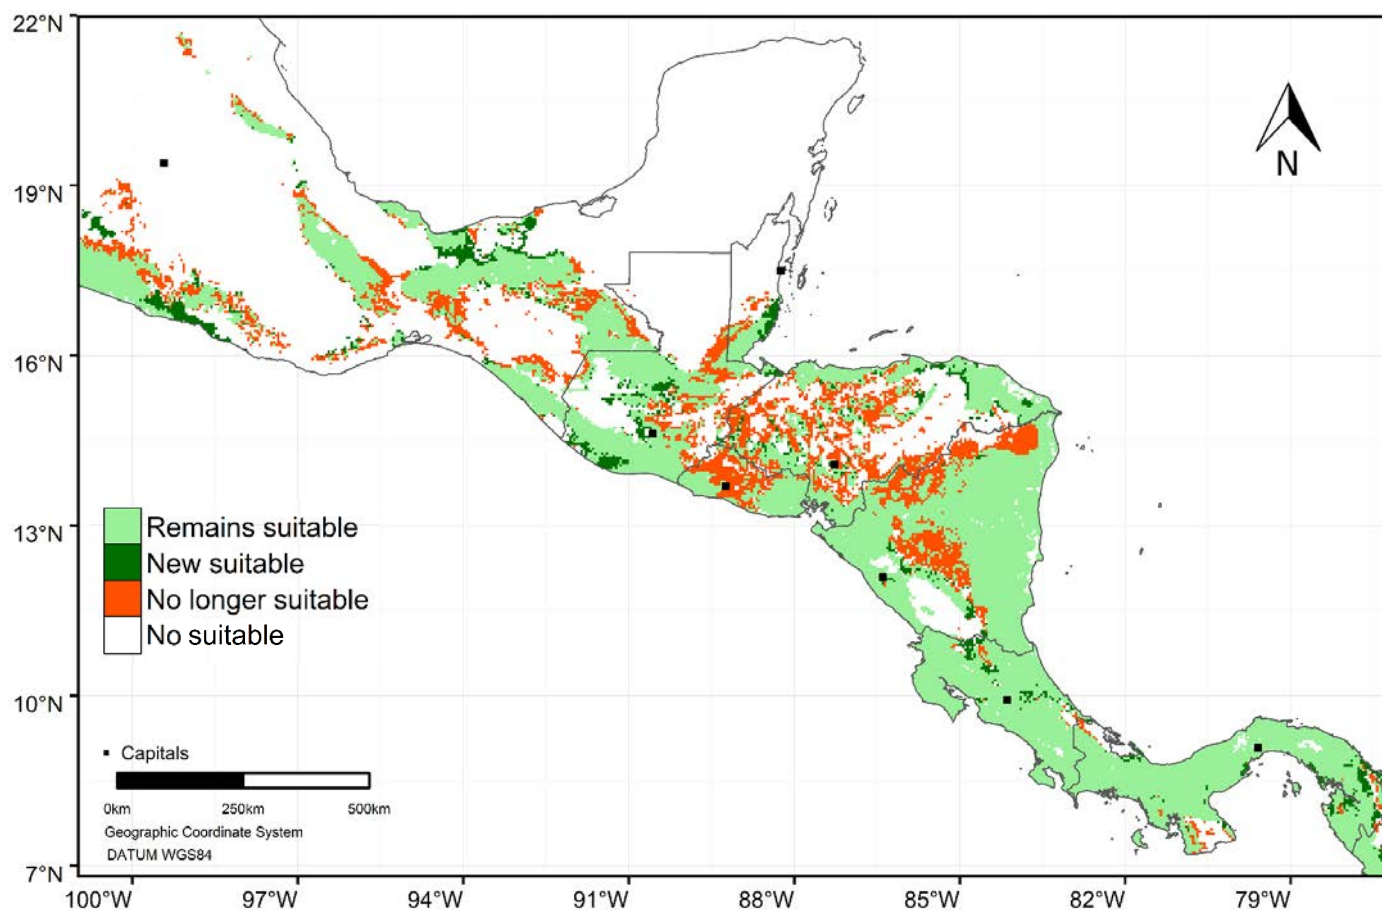 22°N
19°N
16°N
13°N
10°N
7°N
N
Remains suitable
New suitable
No longer suitable
No suitable
Capitals
0km 250km 500km
Geographic Coordinate System
DATUM WGS84
100°W 97°W 94°W 91°W 88°W 85°W 82°W 79°W